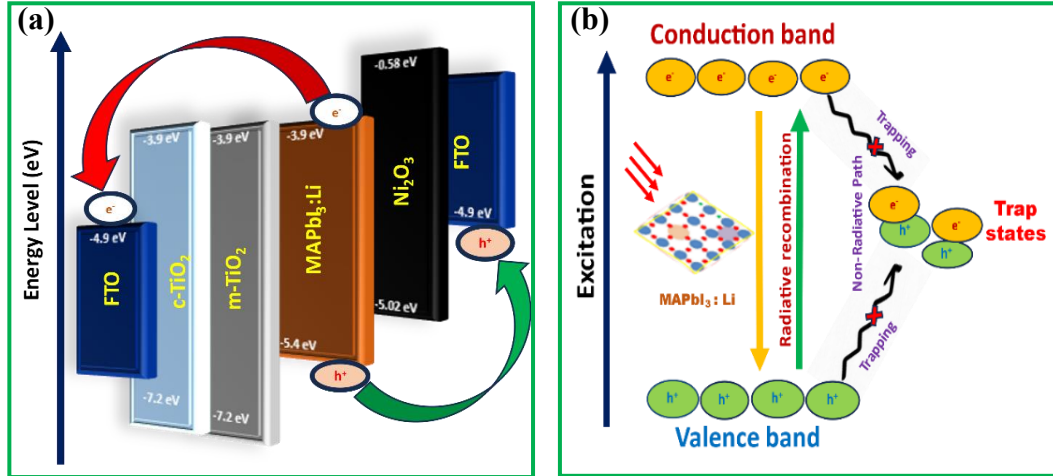 (a)
Energy Level (eV)
e-
-4.9 eV
FTO
-3.9 eV
c-TiO2
-7.2 eV
-3.9 eV
m-TiO2
-7.2 eV
e-
-3.9 eV
MAPbI3:Li
-5.4 eV
h+
-0.58 eV
Ni2O3
-5.02 eV
FTO
-4.9 eV
h+
(b)
Excitation
Conduction band
e- e- e- e-
MAPbI3 : Li
Radiative recombination
Non-Radiative Path
Trapping
e-
h+
e-
h+
Trap
states
Trapping
h+ h+ h+ h+
Valence band